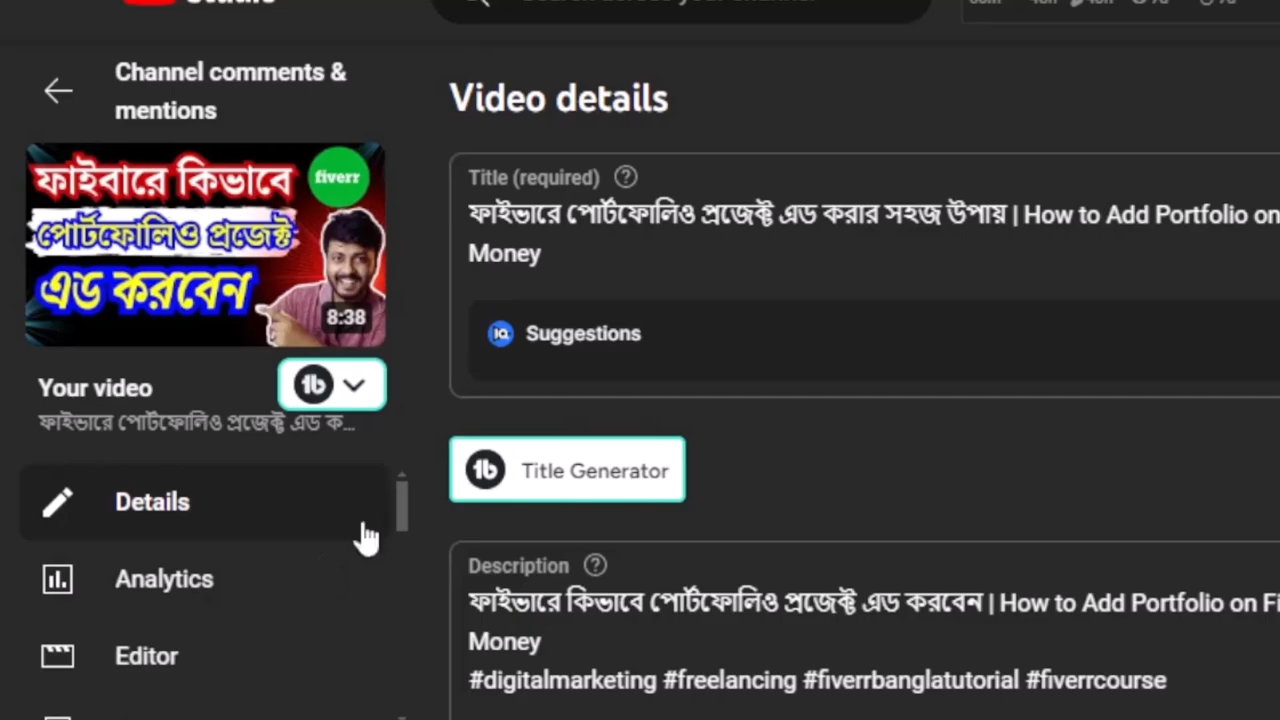 Channel comments &
mentions
ফাইবারে কিভাবে
fiverr
পোর্টফোলিও প্রজেক্ট
এড করবেন
8:38
Your video
ফাইভারে পোর্টফোলিও প্রজেক্ট এড ক...
Details
Analytics
Editor
Video details
Title (required)
ফাইভারে পোর্টফোলিও প্রজেক্ট এড করার সহজ উপায় | How to Add Portfolio on
Money
Suggestions
Title Generator
Description
ফাইভারে কিভাবে পোর্টফোলিও প্রজেক্ট এড করবেন | How to Add Portfolio on Fi
Money
#digitalmarketing #freelancing #fiverrbanglatutorial #fiverrcourse